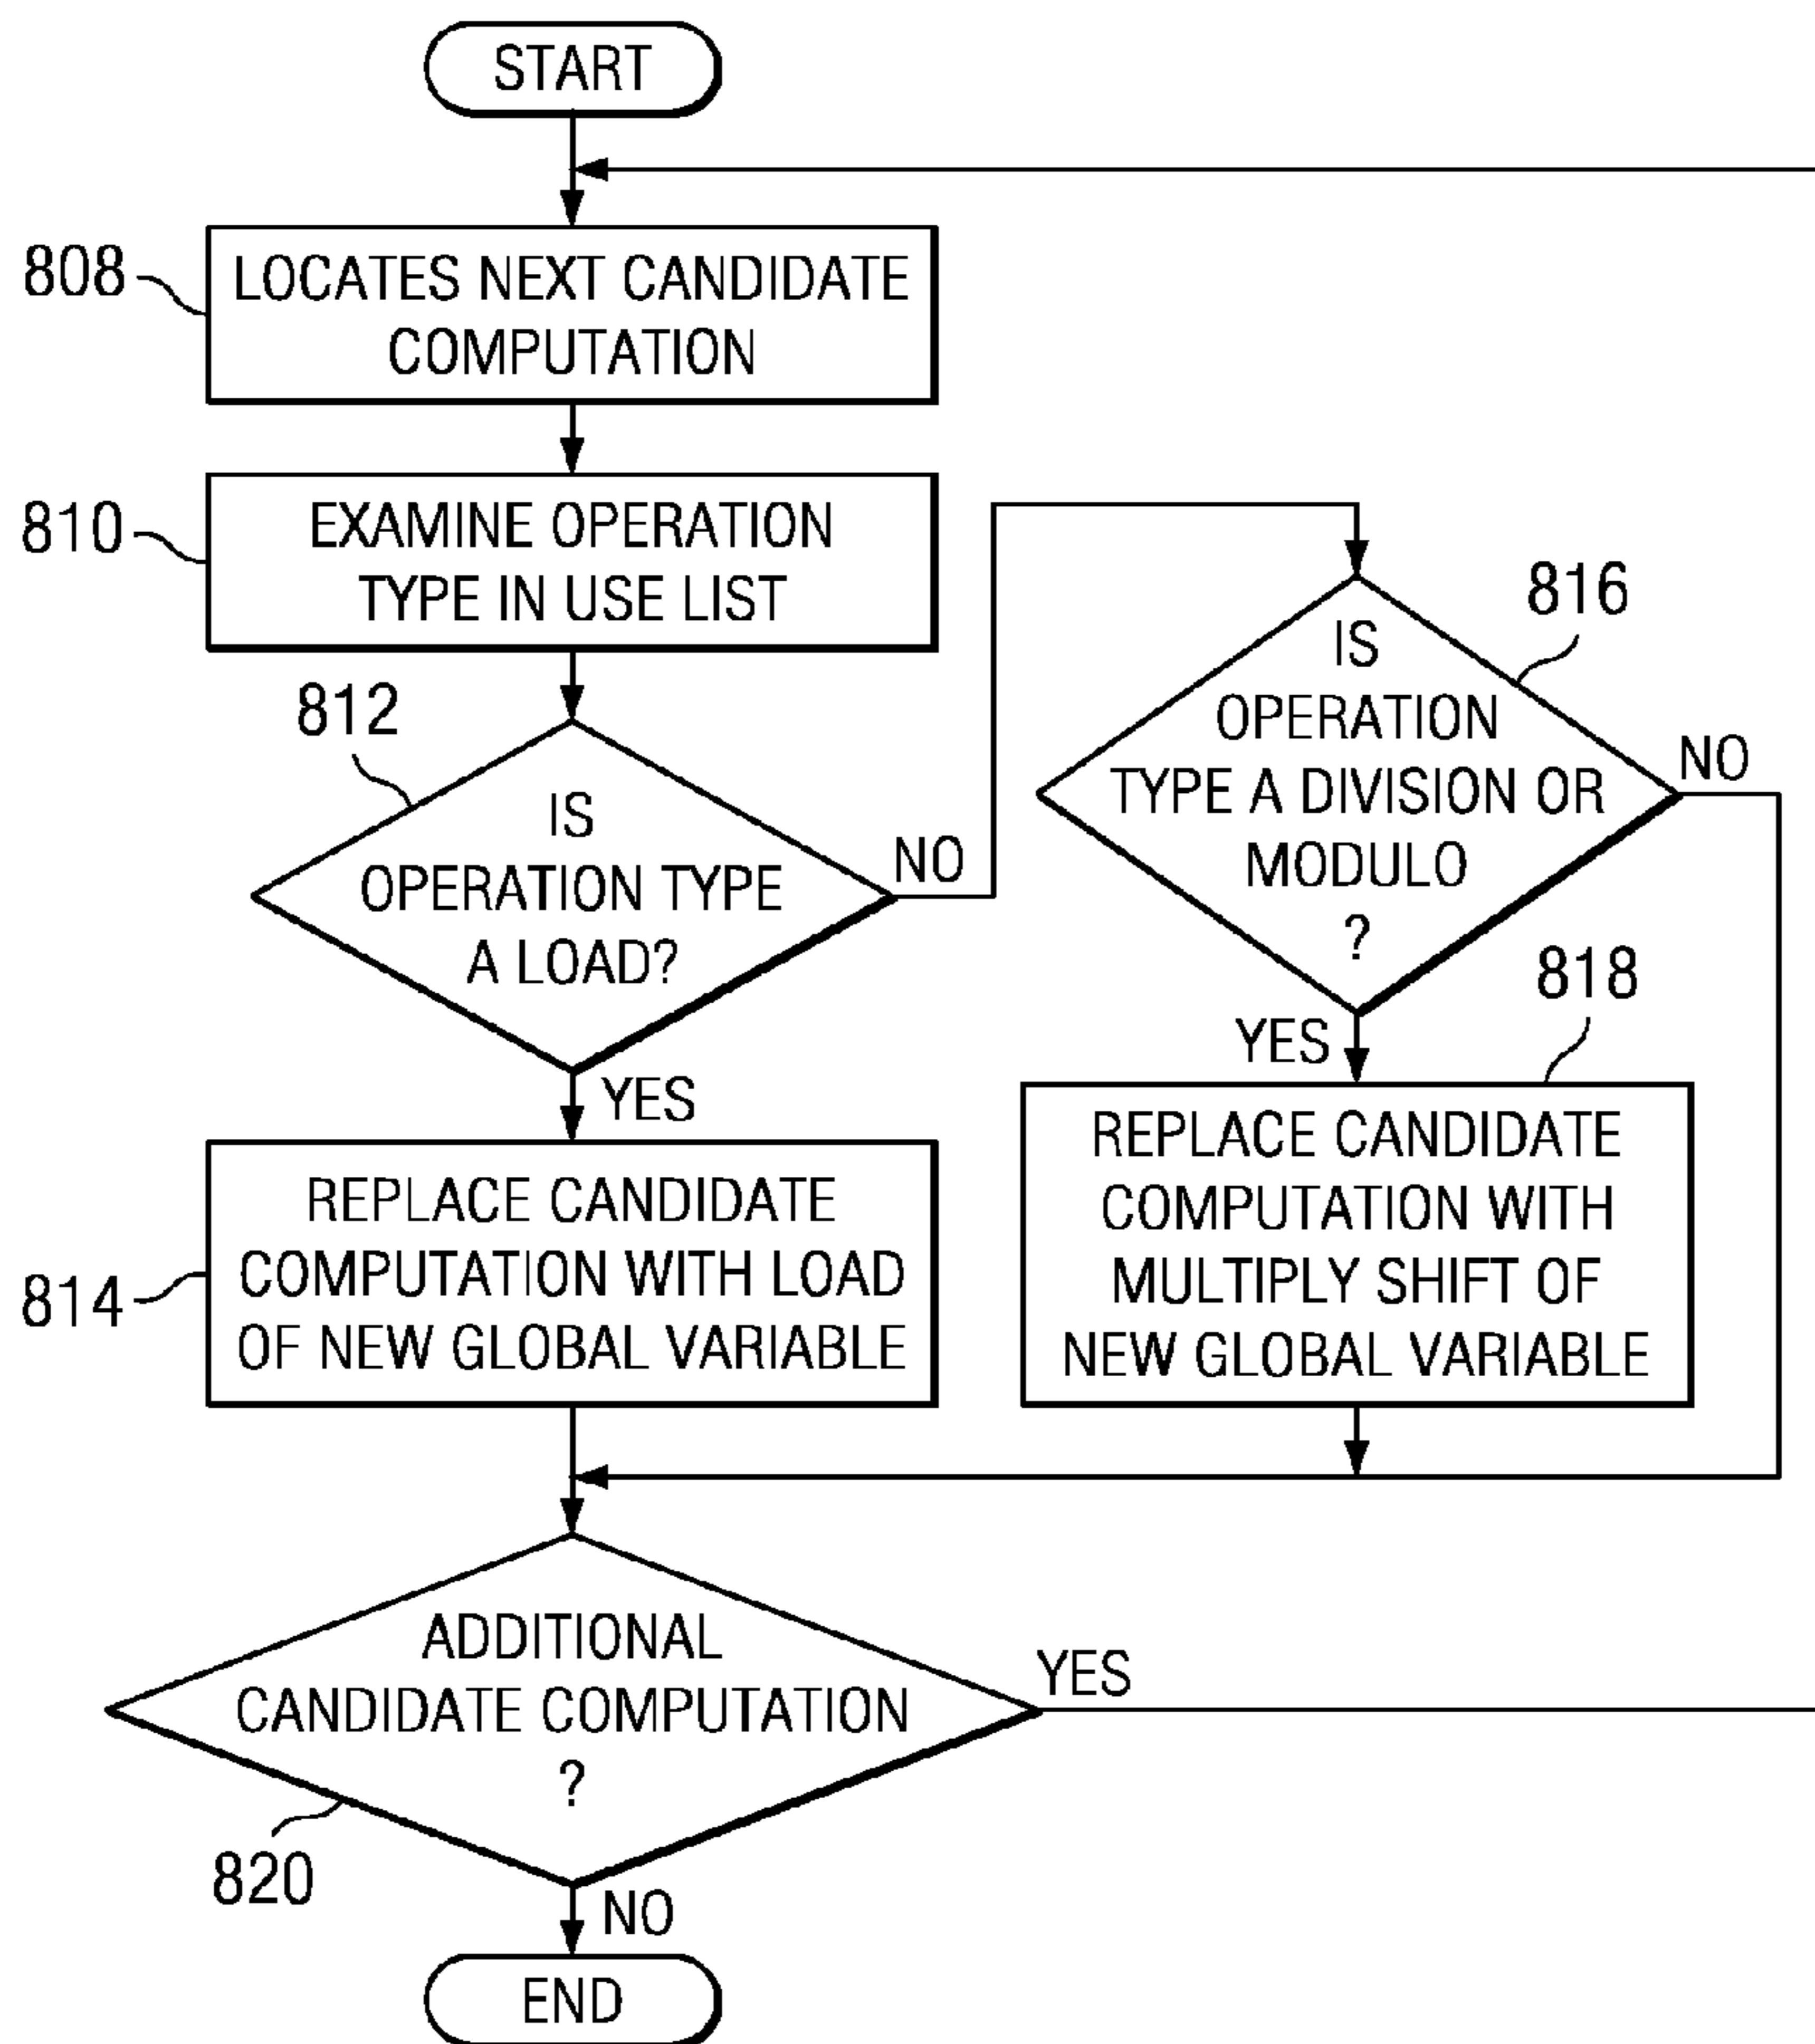 START
808
LOCATES NEXT CANDIDATE
COMPUTATION
810
EXAMINE OPERATION
TYPE IN USE LIST
812
IS
OPERATION TYPE
A LOAD?
NO
YES
816
IS
OPERATION
TYPE A DIVISION OR
MODULO
?
NO
YES
814
REPLACE CANDIDATE
COMPUTATION WITH LOAD
OF NEW GLOBAL VARIABLE
818
REPLACE CANDIDATE
COMPUTATION WITH
MULTIPLY SHIFT OF
NEW GLOBAL VARIABLE
ADDITIONAL
CANDIDATE COMPUTATION
?
YES
820
NO
END